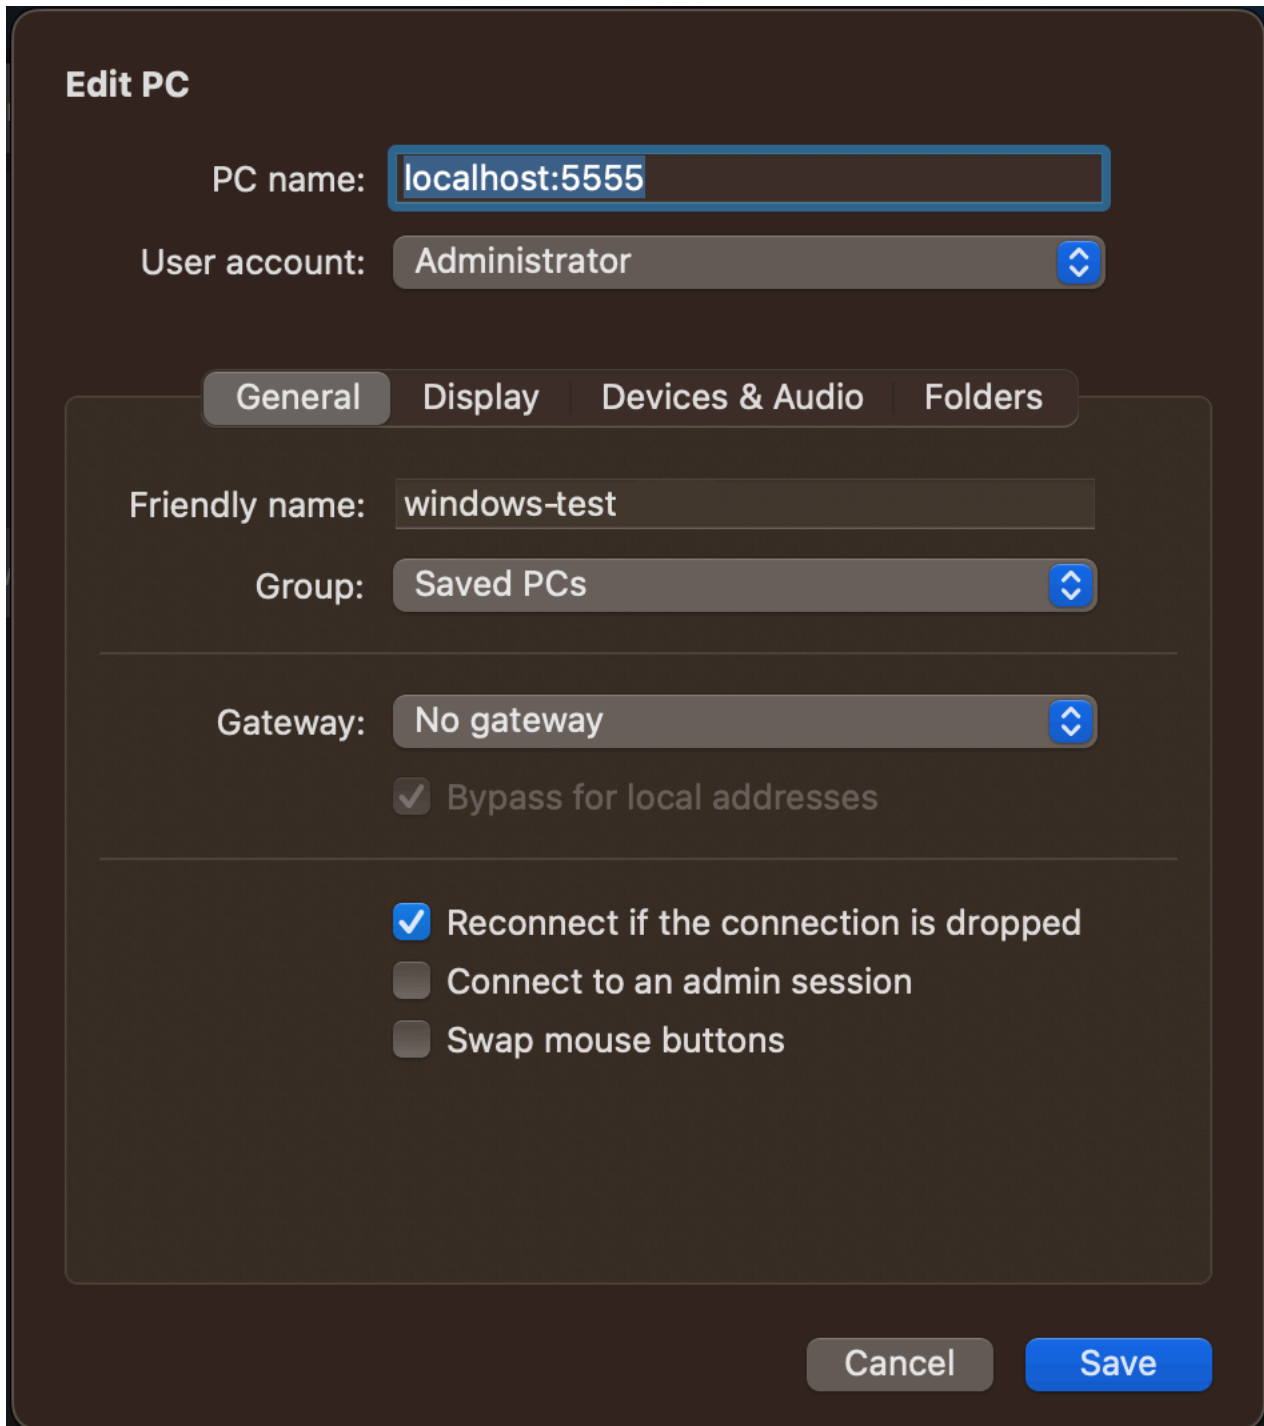 Edit PC
PC name: localhost:5555
User account: Administrator
General Display Devices & Audio Folders
Friendly name: windows-test
Group: Saved PCs
Gateway: No gateway
Bypass for local addresses
Reconnect if the connection is dropped
Connect to an admin session
Swap mouse buttons
Cancel Save